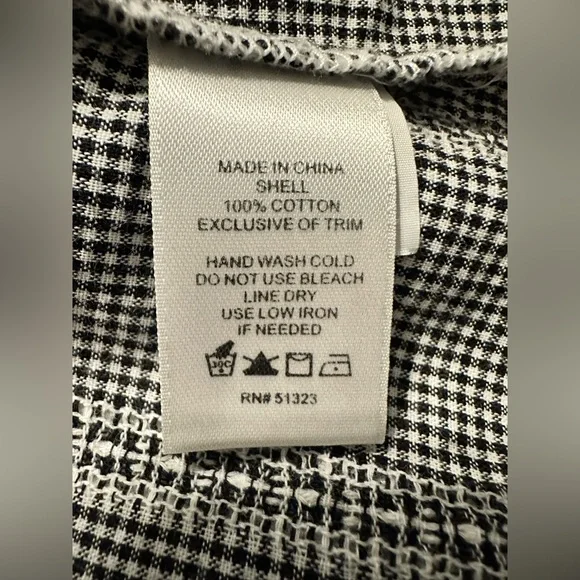 MADE IN CHINA
SHELL
100% COTTON
EXCLUSIVE OF TRIM
HAND WASH COLD
DO NOT USE BLEACH
LINE DRY
USE LOW IRON
IF NEEDED
30C
RN# 51323